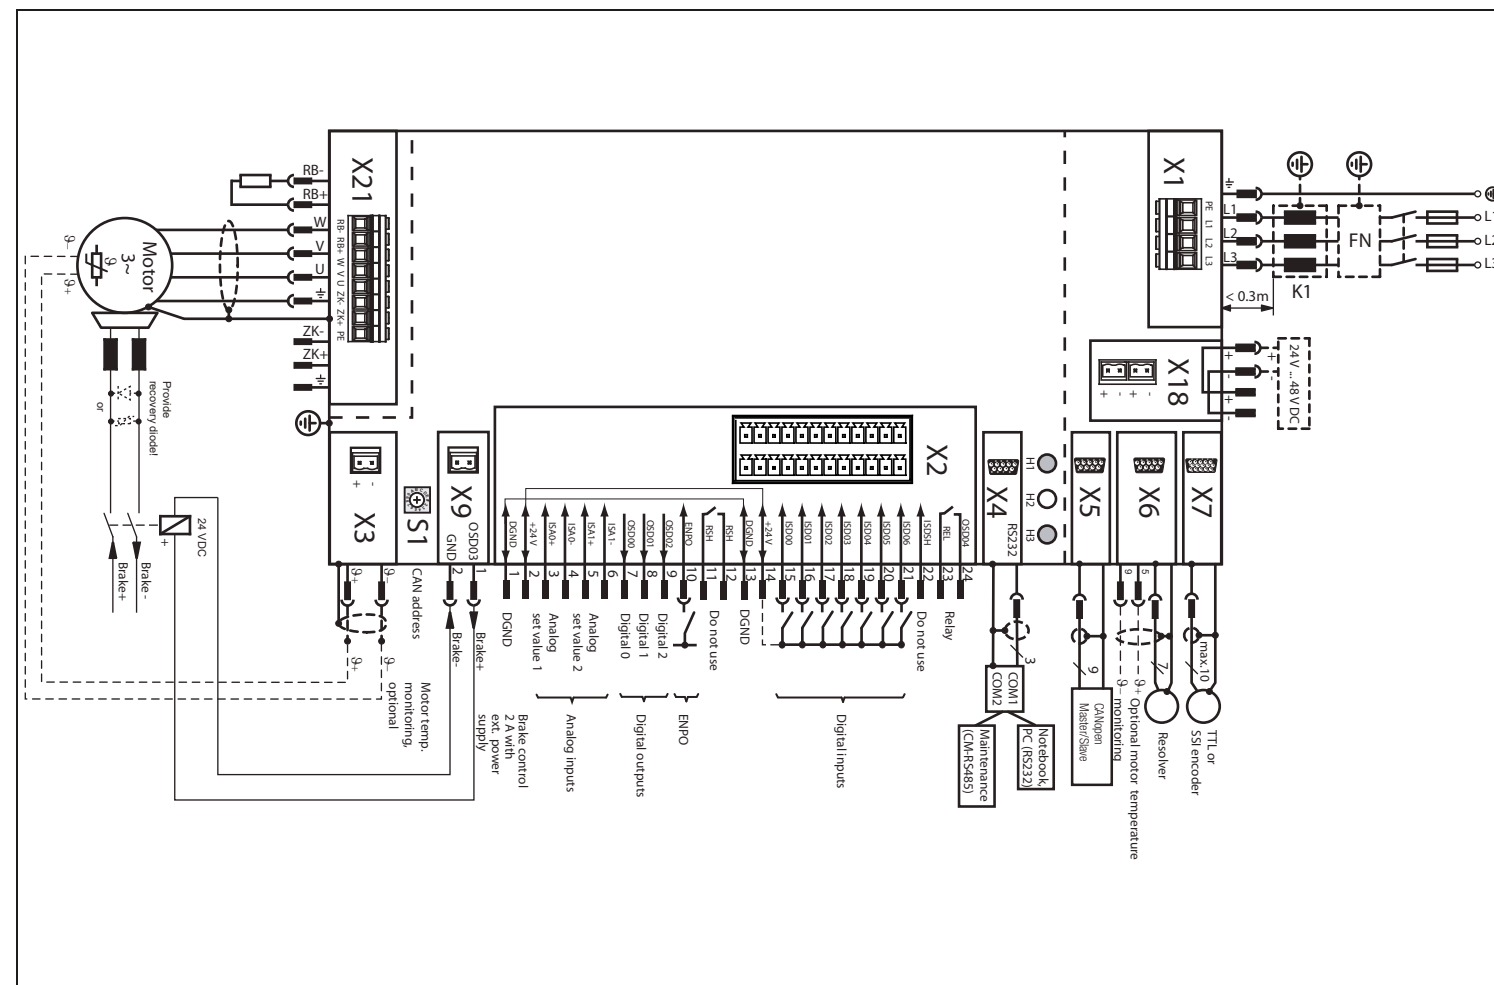 X21
RB-
RB+
W
V
U
ZK-
ZK+
RB-
RB+
W
V
U
ZK-
ZK+
PE
Motor
3~
ϑ
ϑ-
ϑ+
Provide
recovery diode!
or
Brake+
Brake -
24 VDC
+
X3
+
-
S1
CAN address
ϑ+
ϑ-
ϑ+
ϑ-
Motor temp.
monitoring,
optional
X9
OSD03
GND
2
1
Brake-
Brake+
Brake control
2 A with
ext. power
supply
X2
DGND
+24 V
ISA0+
ISA0-
ISA1+
ISA1-
OSD00
OSD01
OSD02
ENPO
RSH
RSH
DGND
+24 V
ISD00
ISD01
ISD02
ISD03
ISD04
ISD05
ISD06
ISDSH
REL
OSD04
1
2
3
4
5
6
7
8
9
10
11
12
13
14
15
16
17
18
19
20
21
22
23
24
DGND
Analog
set value 1
Analog
set value 2
Digital 0
Digital 1
Digital 2
Do not use
DGND
Do not use
Relay
Analog inputs
Digital outputs
ENPO
Digital inputs
X4
RS232
H1
H2
H3
3
COM1
COM2
Maintenance
(CM-RS485)
Notebook,
PC (RS232)
X5
9
CANopen
Master/Slave
X6
9
5
ϑ-
ϑ+
Optional motor temperature
monitoring
7
Resolver
X7
max.10
TTL or
SSI encoder
X1
PE
L1
L2
L3
L1
L2
L3
< 0.3m
K1
FN
L1
L2
L3
X18
+
-
+
-
+
-
+
-
+
-
24 V ... 48 V DC